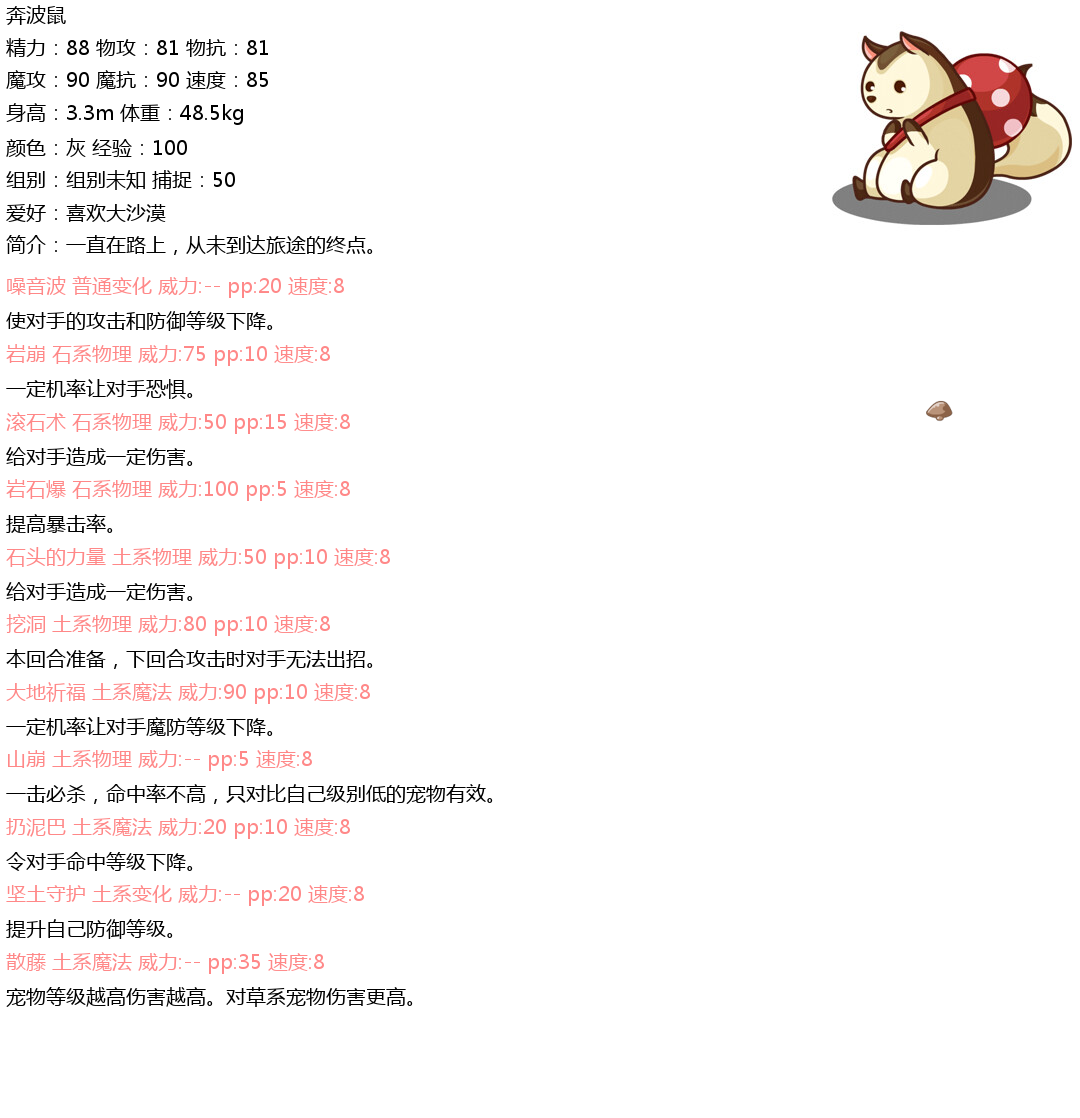 奔波鼠
精力：88 物攻：81 物抗：81
魔攻：90 魔抗：90 速度：85
身高：3.3m 体重：48.5kg
颜色：灰 经验：100
组别：组别未知 捕捉：50
爱好：喜欢大沙漠
简介：一直在路上，从未到达旅途的终点。
噪音波 普通变化 威力:-- pp:20 速度:8
使对手的攻击和防御等级下降。
岩崩 石系物理 威力:75 pp:10 速度:8
一定机率让对手恐惧。
滚石术 石系物理 威力:50 pp:15 速度:8
给对手造成一定伤害。
岩石爆 石系物理 威力:100 pp:5 速度:8
提高暴击率。
石头的力量 土系物理 威力:50 pp:10 速度:8
给对手造成一定伤害。
挖洞 土系物理 威力:80 pp:10 速度:8
本回合准备，下回合攻击时对手无法出招。
大地祈福 土系魔法 威力:90 pp:10 速度:8
一定机率让对手魔防等级下降。
山崩 土系物理 威力:-- pp:5 速度:8
一击必杀，命中率不高，只对比自己级别低的宠物有效。
扔泥巴 土系魔法 威力:20 pp:10 速度:8
令对手命中等级下降。
坚土守护 土系变化 威力:-- pp:20 速度:8
提升自己防御等级。
散藤 土系魔法 威力:-- pp:35 速度:8
宠物等级越高伤害越高。对草系宠物伤害更高。